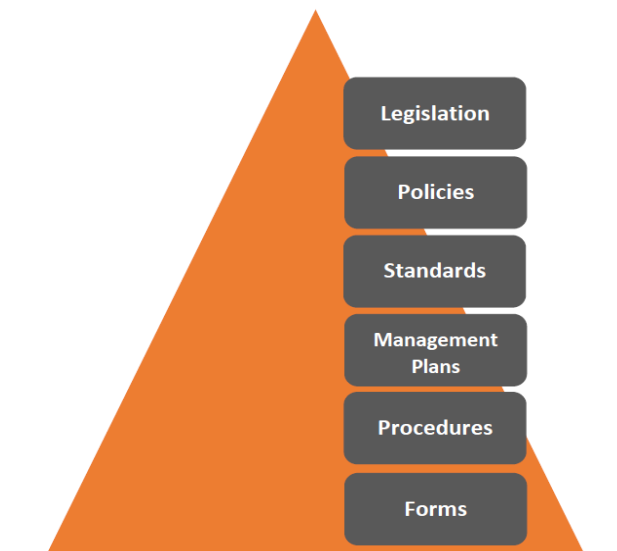 Legislation
Policies
Standards
Management
Plans
Procedures
Forms